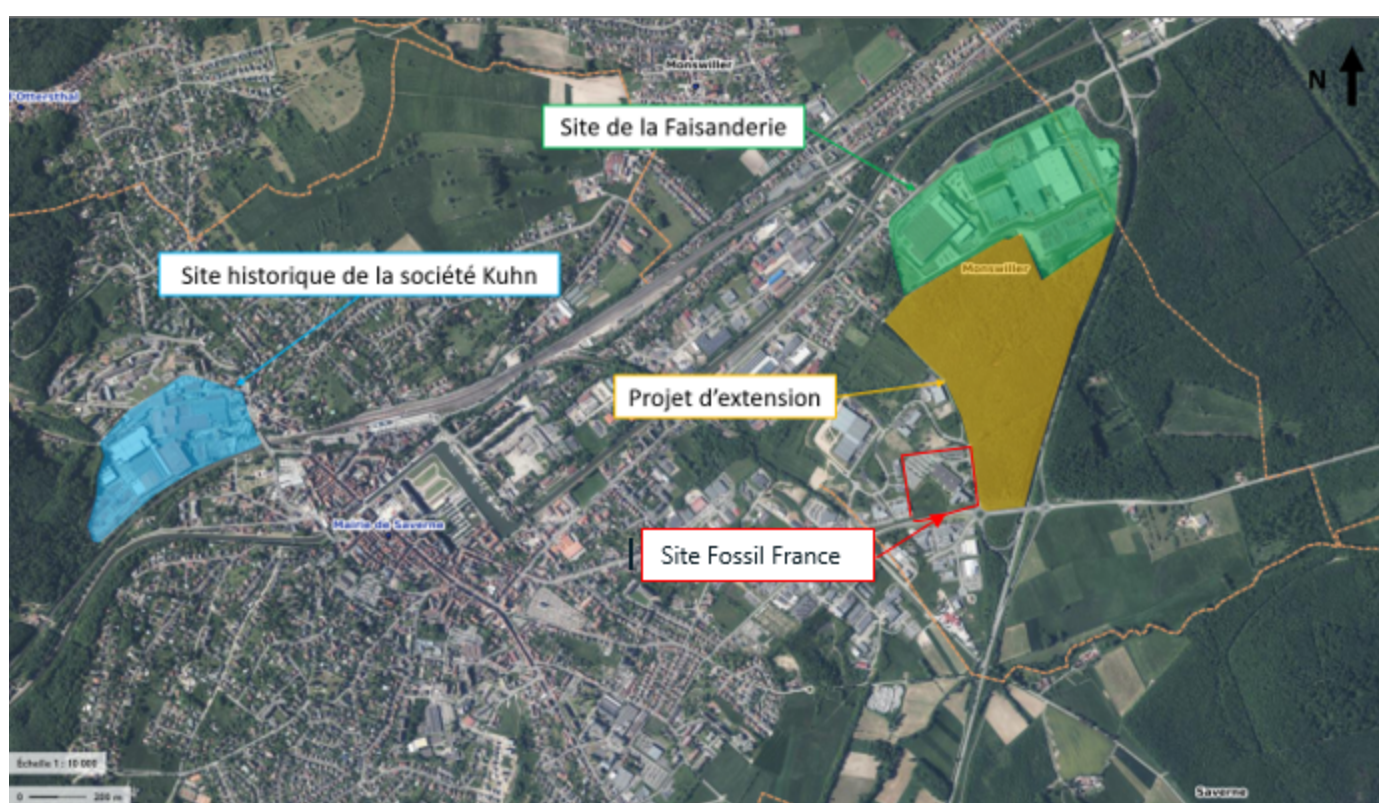 Monswiller
l'Ottersthal
N
Site de la Faisanderie
Site historique de la société Kuhn
Monswiller
Projet d'extension
Mairie de Saverne
Site Fossil France
Échelle 1 : 10 000
0 200 m
Saverne